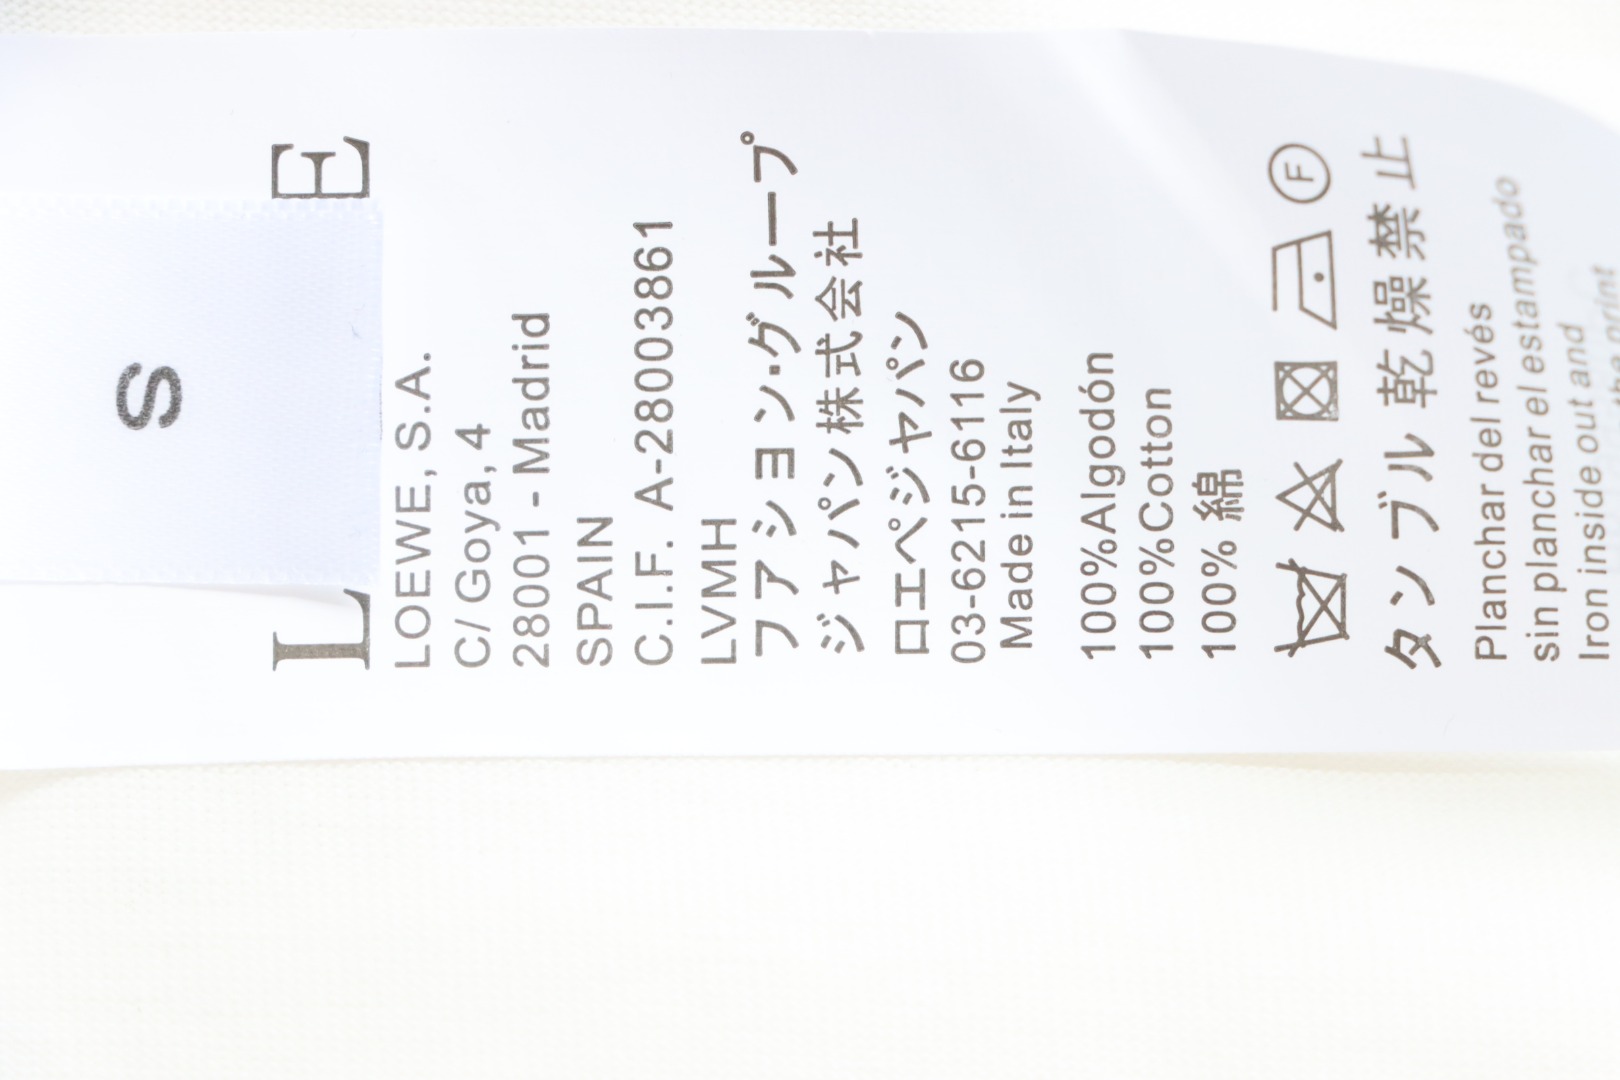 S
L E
LOEWE, S.A.
C/ Goya, 4
28001 - Madrid
SPAIN
C.I.F. A-28003861
LVMH
ファション・グループ
ジャパン株式会社
ロエベジャパン
03-6215-6116
Made in Italy
100%Algodón
100%Cotton
100% 綿
F
タンブル 乾燥禁止
Planchar del revés
sin planchar el estampado
Iron inside out and
the print